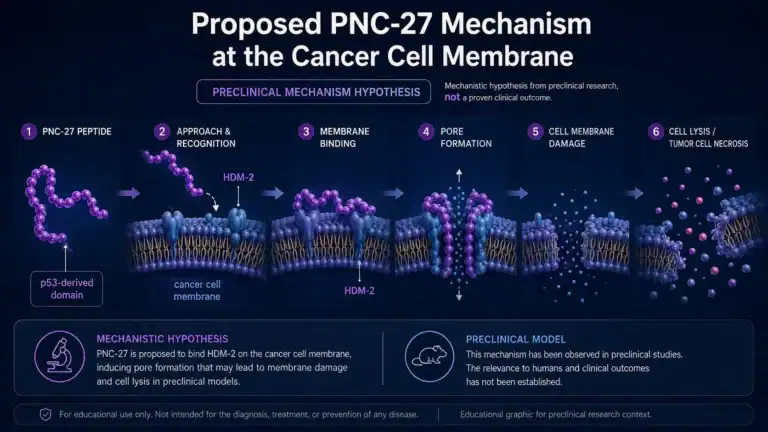 Proposed PNC-27 Mechanism
at the Cancer Cell Membrane
PRECLINICAL MECHANISM HYPOTHESIS
Mechanistic hypothesis from preclinical research,
not a proven clinical outcome.
1 PNC-27 PEPTIDE
2 APPROACH &
RECOGNITION
3 MEMBRANE
BINDING
4 PORE
FORMATION
5 CELL MEMBRANE
DAMAGE
6 CELL LYSIS /
TUMOR CELL NECROSIS
HDM-2
p53-derived
domain
cancer cell
membrane
HDM-2
MECHANISTIC HYPOTHESIS
PNC-27 is proposed to bind HDM-2 on the cancer cell membrane,
inducing pore formation that may lead to membrane damage
and cell lysis in preclinical models.
PRECLINICAL MODEL
This mechanism has been observed in preclinical studies.
The relevance to humans and clinical outcomes
has not been established.
For educational use only. Not intended for the diagnosis, treatment, or prevention of any disease.
Educational graphic for preclinical research context.